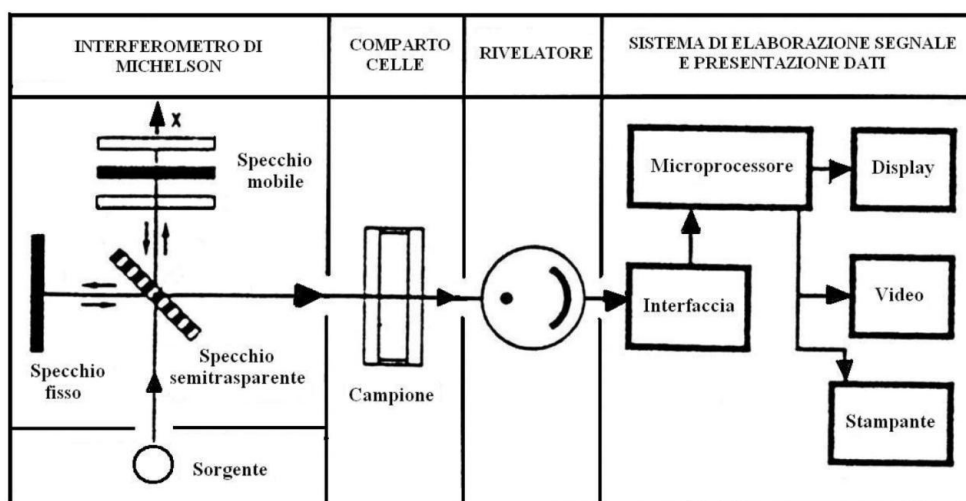 INTERFEROMETRO DI
MICHELSON
COMPARTO
CELLE
RIVELATORE
SISTEMA DI ELABORAZIONE SEGNALE
E PRESENTAZIONE DATI
X
Specchio
mobile
Specchio
fisso
Specchio
semitrasparente
Sorgente
Campione
Microprocessore
Interfaccia
Display
Video
Stampante